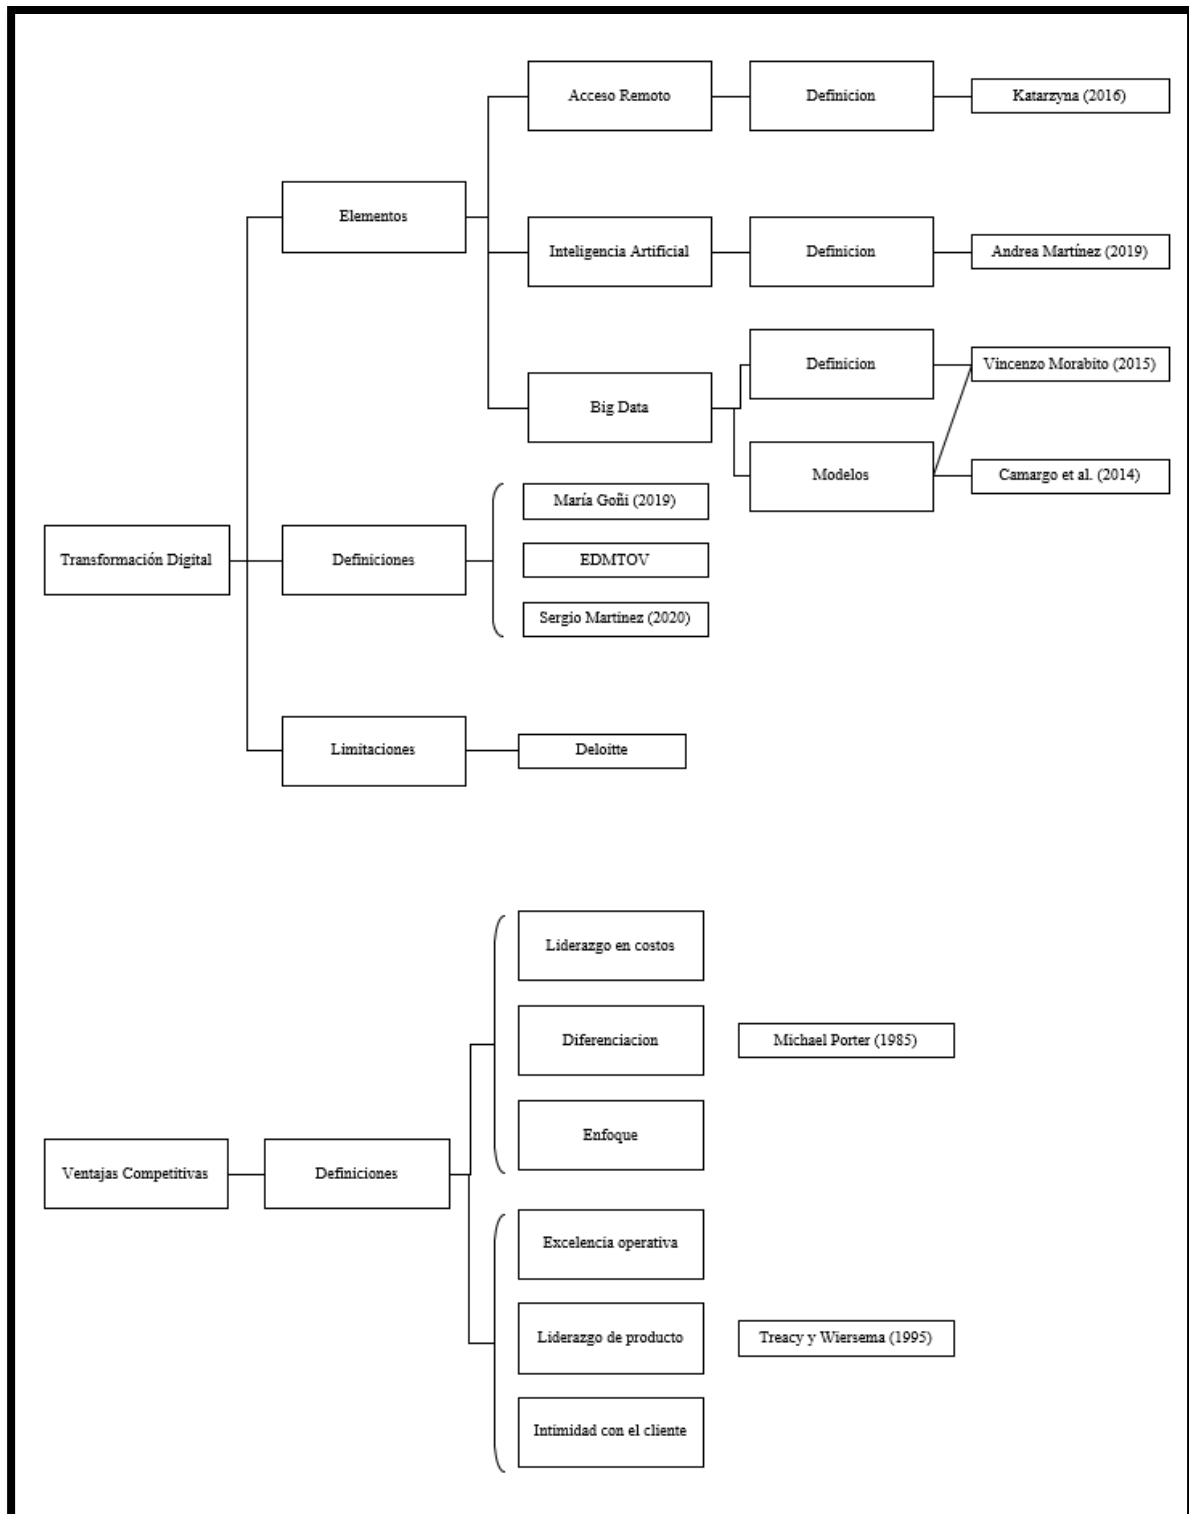 Acceso Remoto
Definicion
Katarzyna (2016)
Elementos
Inteligencia Artificial
Definicion
Andrea Martínez (2019)
Definicion
Vincenzo Morabito (2015)
Big Data
Modelos
Camargo et al. (2014)
María Goñi (2019)
Transformación Digital
Definiciones
EDMTOV
Sergio Martinez (2020)
Limitaciones
Deloitte
Liderazgo en costos
Diferenciacion
Michael Porter (1985)
Enfoque
Ventajas Competitivas
Definiciones
Excelencia operativa
Liderazgo de producto
Treacy y Wiersema (1995)
Intimidad con el cliente